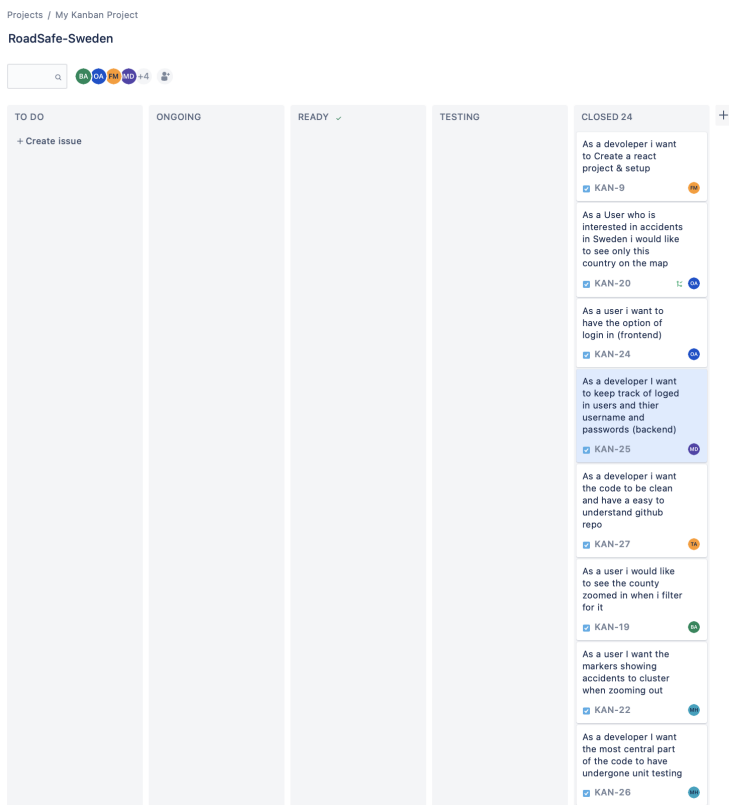 Projects / My Kanban Project
RoadSafe-Sweden
BA OA FM MD +4
TO DO
+ Create issue
ONGOING
READY
TESTING
CLOSED 24
As a devoleper i want
to Create a react
project & setup
KAN-9 FM
As a User who is
interested in accidents
in Sweden i would like
to see only this
country on the map
KAN-20 OA
As a user i want to
have the option of
login in (frontend)
KAN-24 OA
As a developer I want
to keep track of loged
in users and thier
username and
passwords (backend)
KAN-25 MD
As a developer i want
the code to be clean
and have a easy to
understand github
repo
KAN-27 TA
As a user i would like
to see the county
zoomed in when i filter
for it
KAN-19 BA
As a user I want the
markers showing
accidents to cluster
when zooming out
KAN-22 MH
As a developer I want
the most central part
of the code to have
undergone unit testing
KAN-26 MH